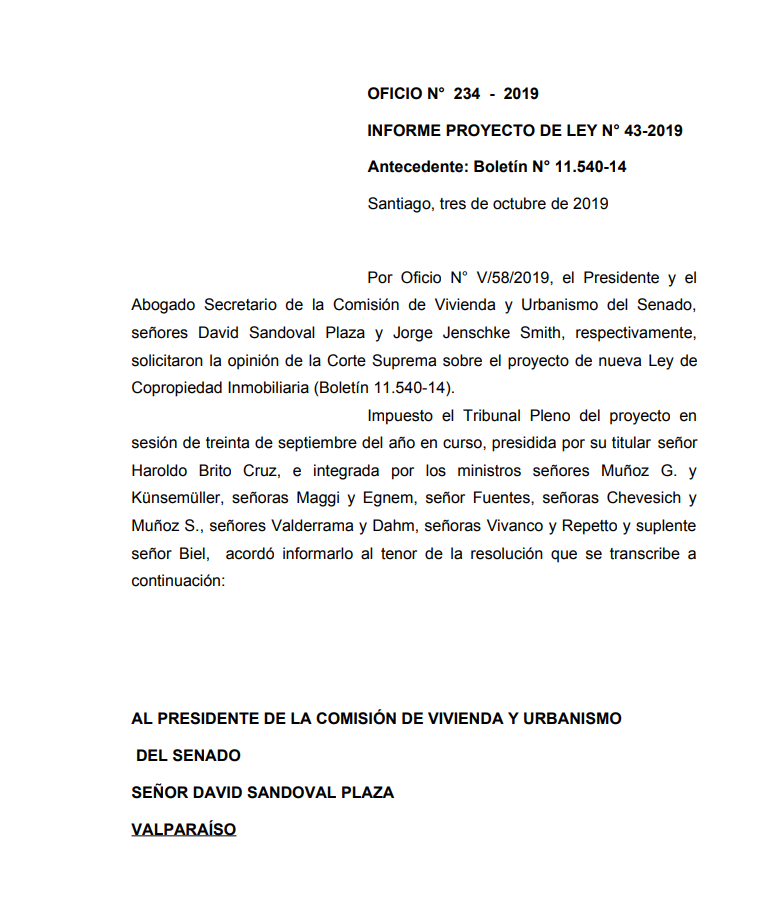 OFICIO N° 234 - 2019
INFORME PROYECTO DE LEY N° 43-2019
Antecedente: Boletín N° 11.540-14
Santiago, tres de octubre de 2019
Por Oficio N° V/58/2019, el Presidente y el
Abogado Secretario de la Comisión de Vivienda y Urbanismo del Senado,
señores David Sandoval Plaza y Jorge Jenschke Smith, respectivamente,
solicitaron la opinión de la Corte Suprema sobre el proyecto de nueva Ley de
Copropiedad Inmobiliaria (Boletín 11.540-14).
Impuesto el Tribunal Pleno del proyecto en
sesión de treinta de septiembre del año en curso, presidida por su titular señor
Haroldo Brito Cruz, e integrada por los ministros señores Muñoz G. y
Künsemüller, señoras Maggi y Egnem, señor Fuentes, señoras Chevesich y
Muñoz S., señores Valderrama y Dahm, señoras Vivanco y Repetto y suplente
señor Biel, acordó informarlo al tenor de la resolución que se transcribe a
continuación:
AL PRESIDENTE DE LA COMISIÓN DE VIVIENDA Y URBANISMO
DEL SENADO
SEÑOR DAVID SANDOVAL PLAZA
VALPARAÍSO